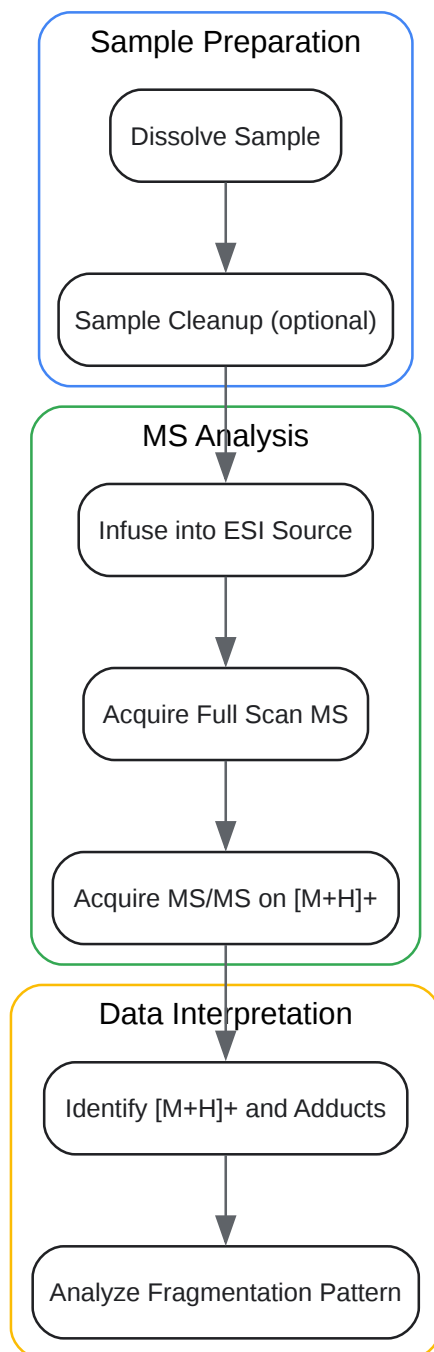 Sample Preparation
Dissolve Sample
Sample Cleanup (optional)
MS Analysis
Infuse into ESI Source
Acquire Full Scan MS
Acquire MS/MS on [M+H]+
Data Interpretation
Identify [M+H]+ and Adducts
Analyze Fragmentation Pattern